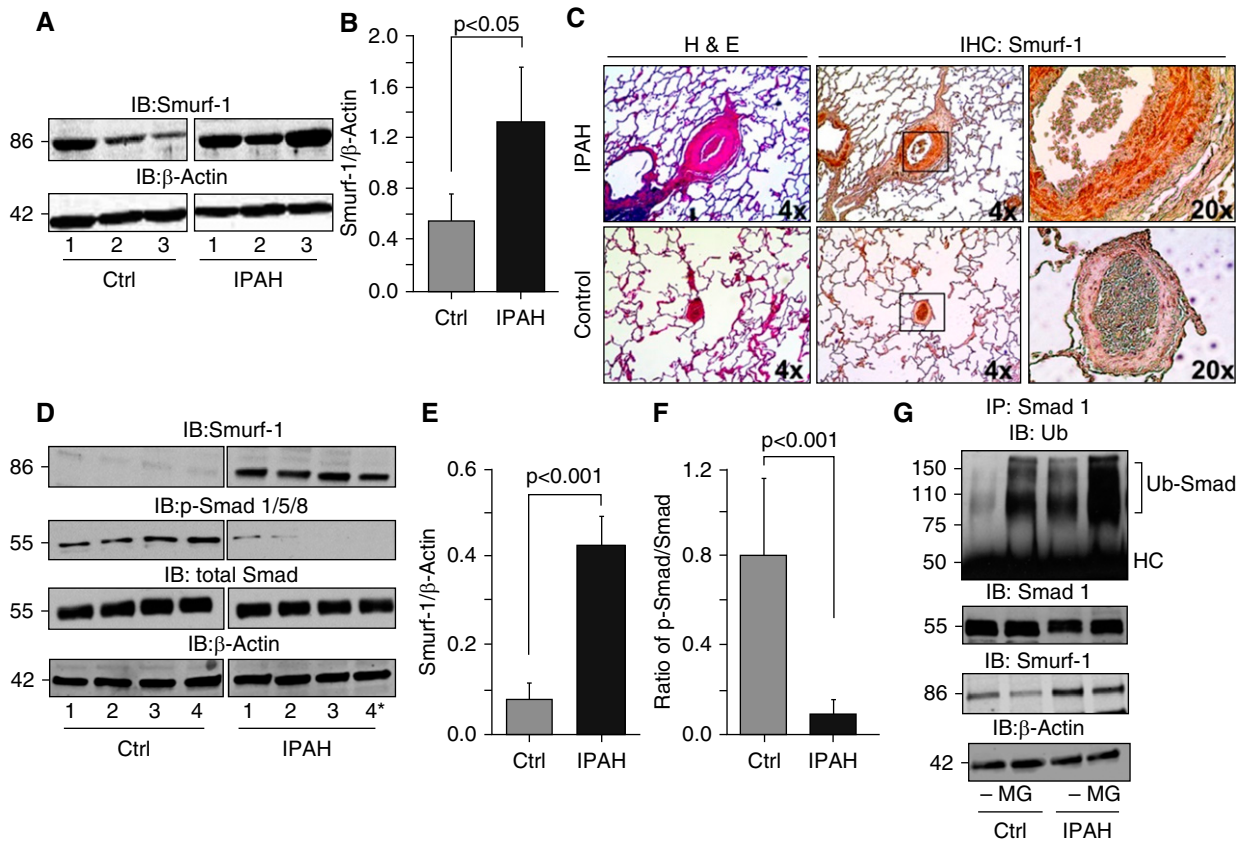 A
IB:Smurf-1
86
IB:β-Actin
42
1 2 3 1 2 3
Ctrl IPAH
B
p<0.05
Smurf-1/β-Actin
2.0
1.6
1.2
0.8
0.4
0.0
Ctrl IPAH
C
H & E IHC: Smurf-1
IPAH
4x 4x 20x
Control
4x 4x 20x
D
IB:Smurf-1
86
IB:p-Smad 1/5/8
55
IB: total Smad
55
IB:β-Actin
42
1 2 3 4 1 2 3 4*
Ctrl IPAH
E
p<0.001
Smurf-1/β-Actin
0.6
0.4
0.2
0.0
Ctrl IPAH
F
p<0.001
Ratio of p-Smad/Smad
1.2
0.8
0.4
0.0
Ctrl IPAH
G
IP: Smad 1
IB: Ub
150
110
75
50
Ub-Smad
HC
IB: Smad 1
55
IB: Smurf-1
86
IB:β-Actin
42
– MG – MG
Ctrl IPAH